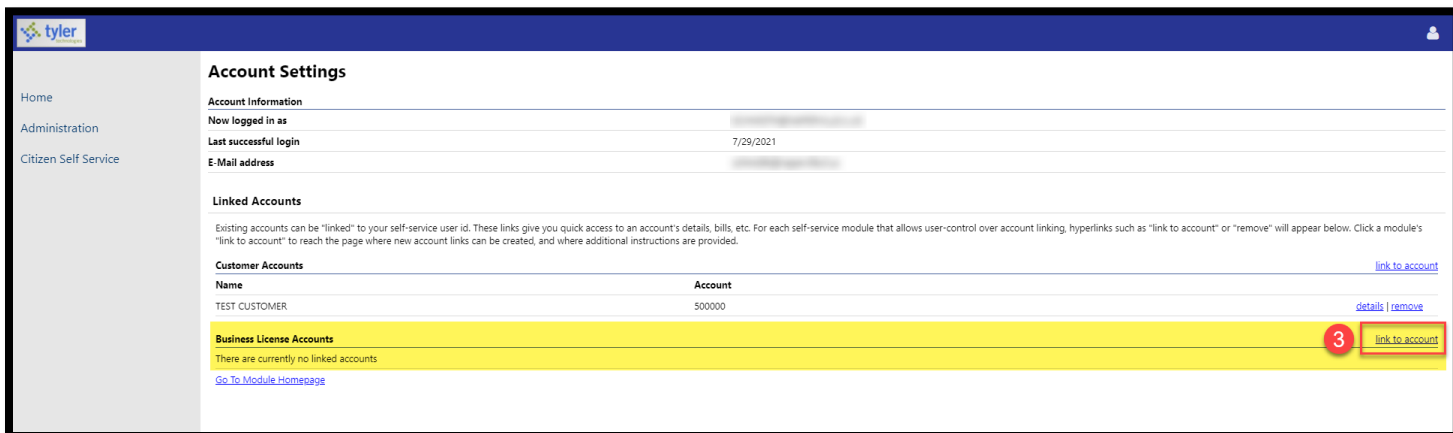 tyler
technologies
Account Settings
Home
Account Information
Now logged in as
Administration
Last successful login 7/29/2021
Citizen Self Service
E-Mail address
Linked Accounts
Existing accounts can be "linked" to your self-service user id. These links give you quick access to an account's details, bills, etc. For each self-service module that allows user-control over account linking, hyperlinks such as "link to account" or "remove" will appear below. Click a module's
"link to account" to reach the page where new account links can be created, and where additional instructions are provided.
Customer Accounts link to account
Name Account
TEST CUSTOMER 500000 details | remove
Business License Accounts 3 link to account
There are currently no linked accounts
Go To Module Homepage